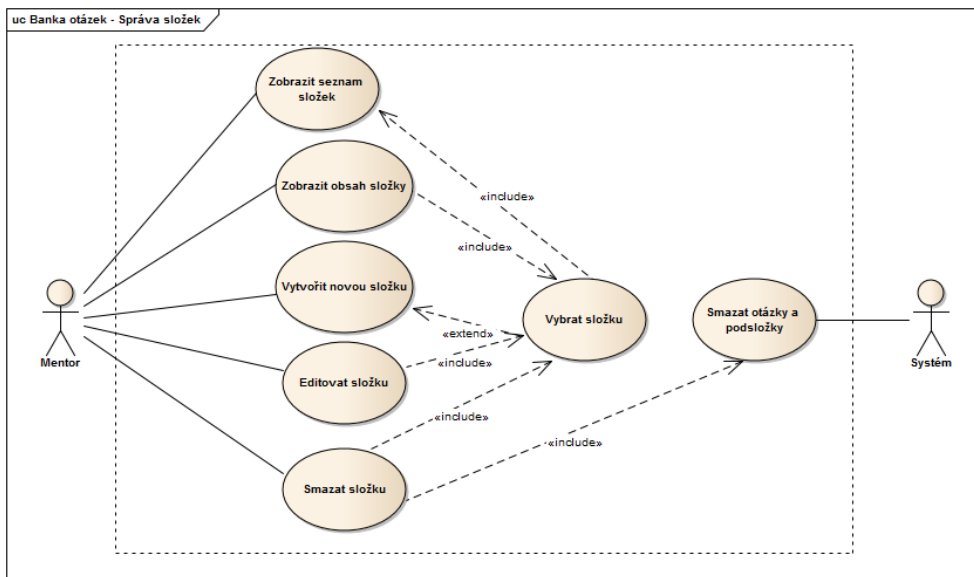 uc Banka otázek - Správa složek
Zobrazit seznam
složek
Zobrazit obsah složky
«include»
«include»
Vytvořit novou složku
Vybrat složku
Smazat otázky a
podsložky
«extend»
Mentor
Systém
«include»
Editovat složku
«include»
«include»
Smazat složku